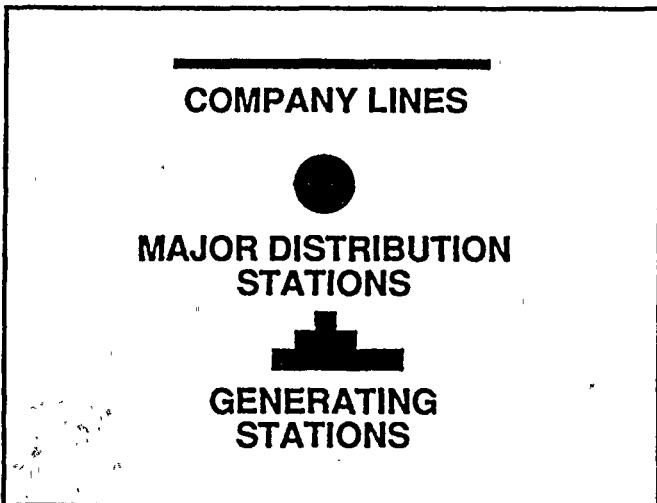 COMPANY LINES
MAJOR DISTRIBUTION
STATIONS
GENERATING
STATIONS